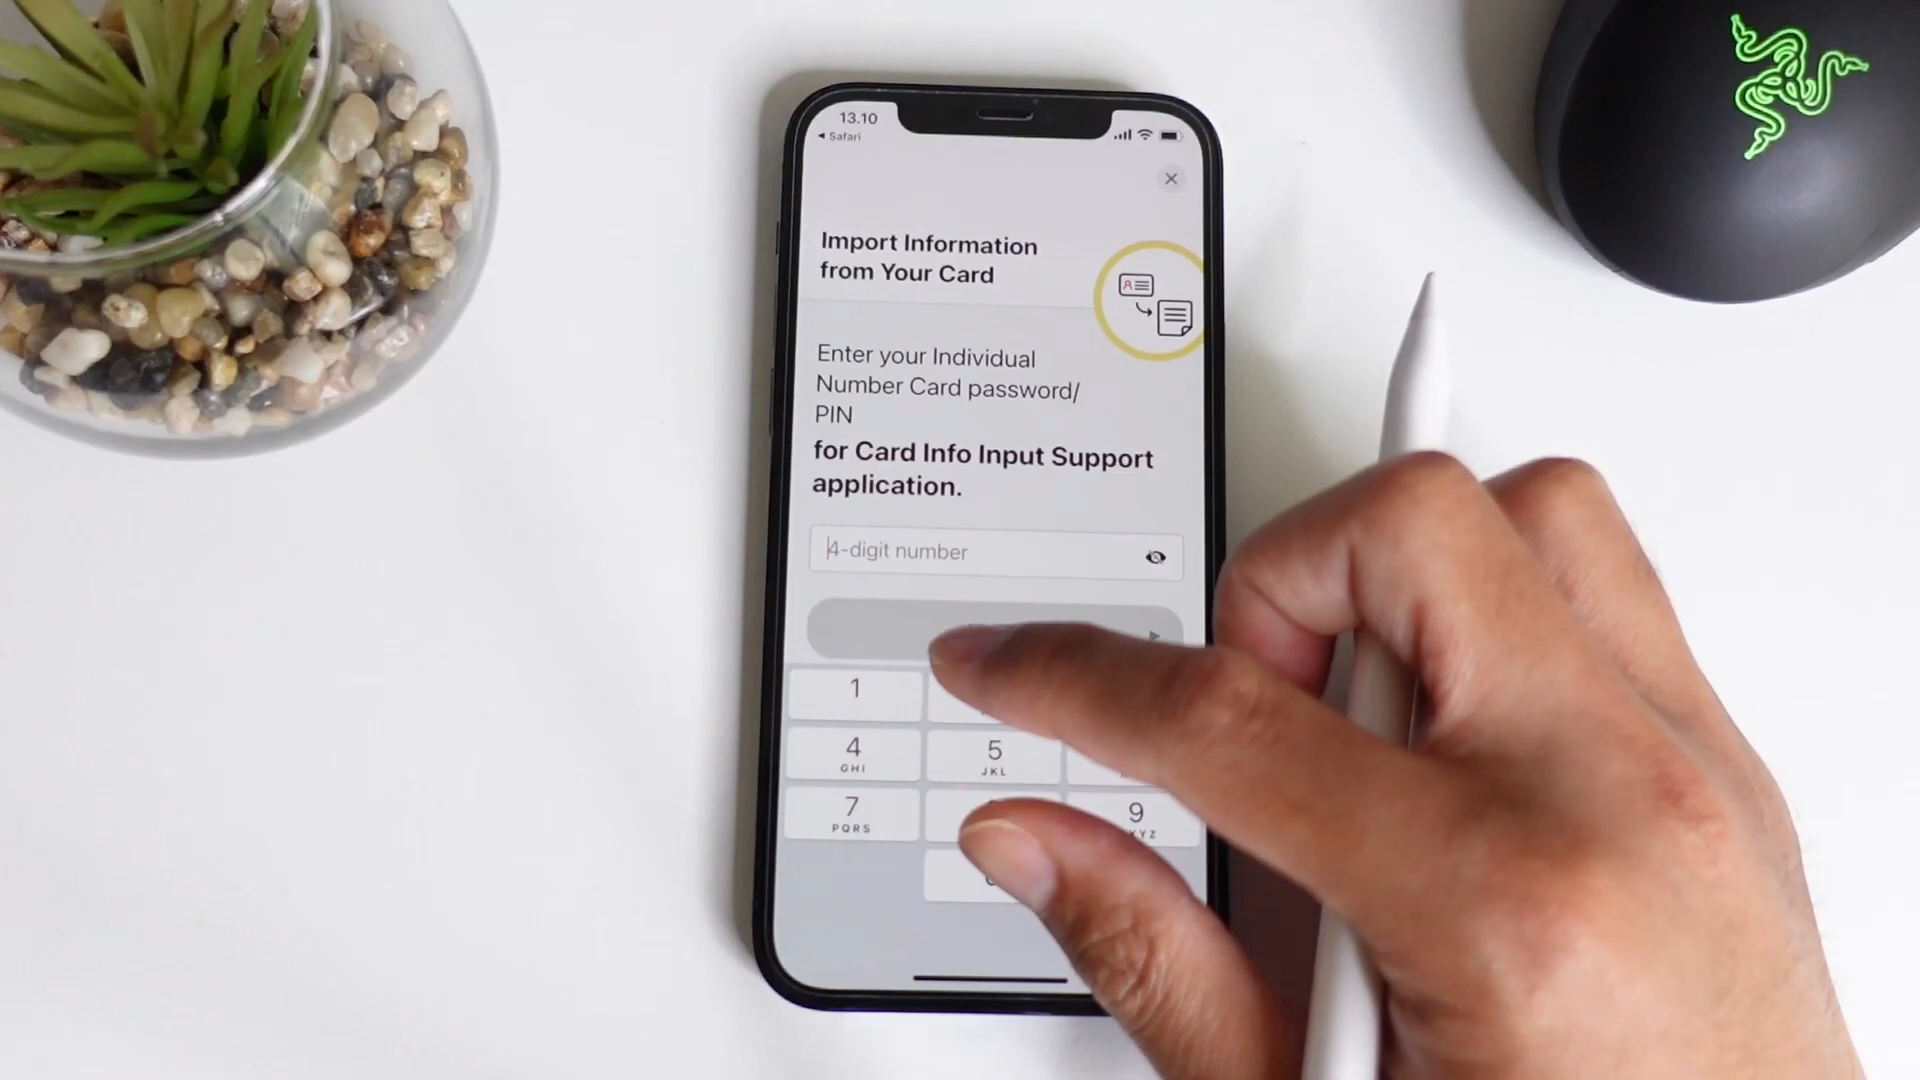 13.10
Safari
Import Information
from Your Card
Enter your Individual
Number Card password/
PIN
for Card Info Input Support
application.
4-digit number
1
4
GHI
5
JKL
7
PQRS
9